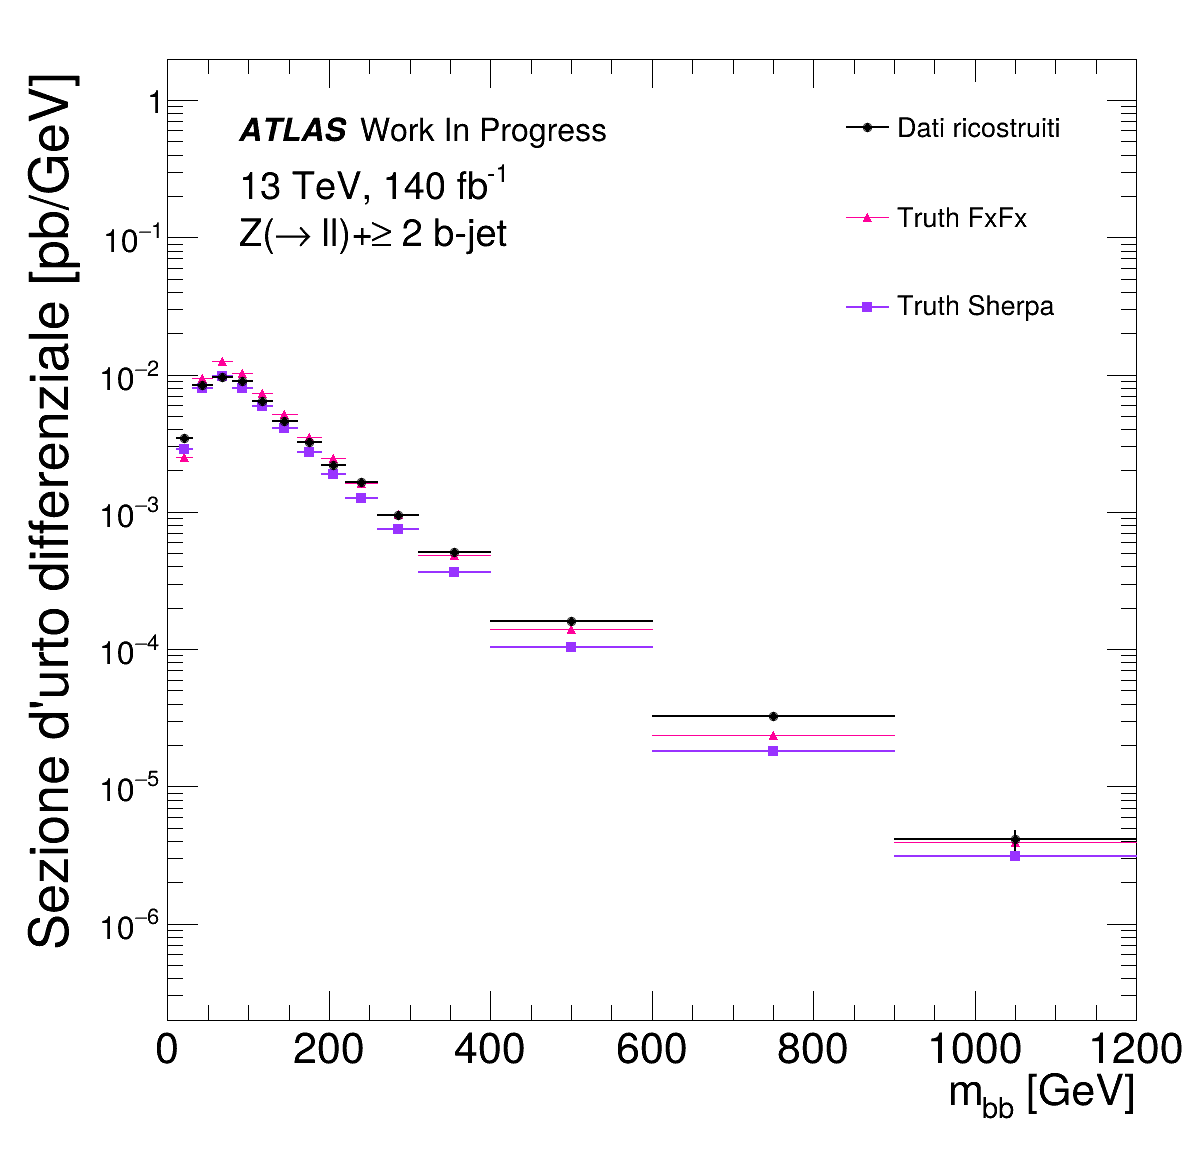 ATLAS Work In Progress
13 TeV, 140 fb⁻¹
Z(→ ll)+≥ 2 b-jet
Dati ricostruiti
Truth FxFx
Truth Sherpa
Sezione d'urto differenziale [pb/GeV]
1
10⁻¹
10⁻²
10⁻³
10⁻⁴
10⁻⁵
10⁻⁶
0 200 400 600 800 1000 1200
m_bb [GeV]